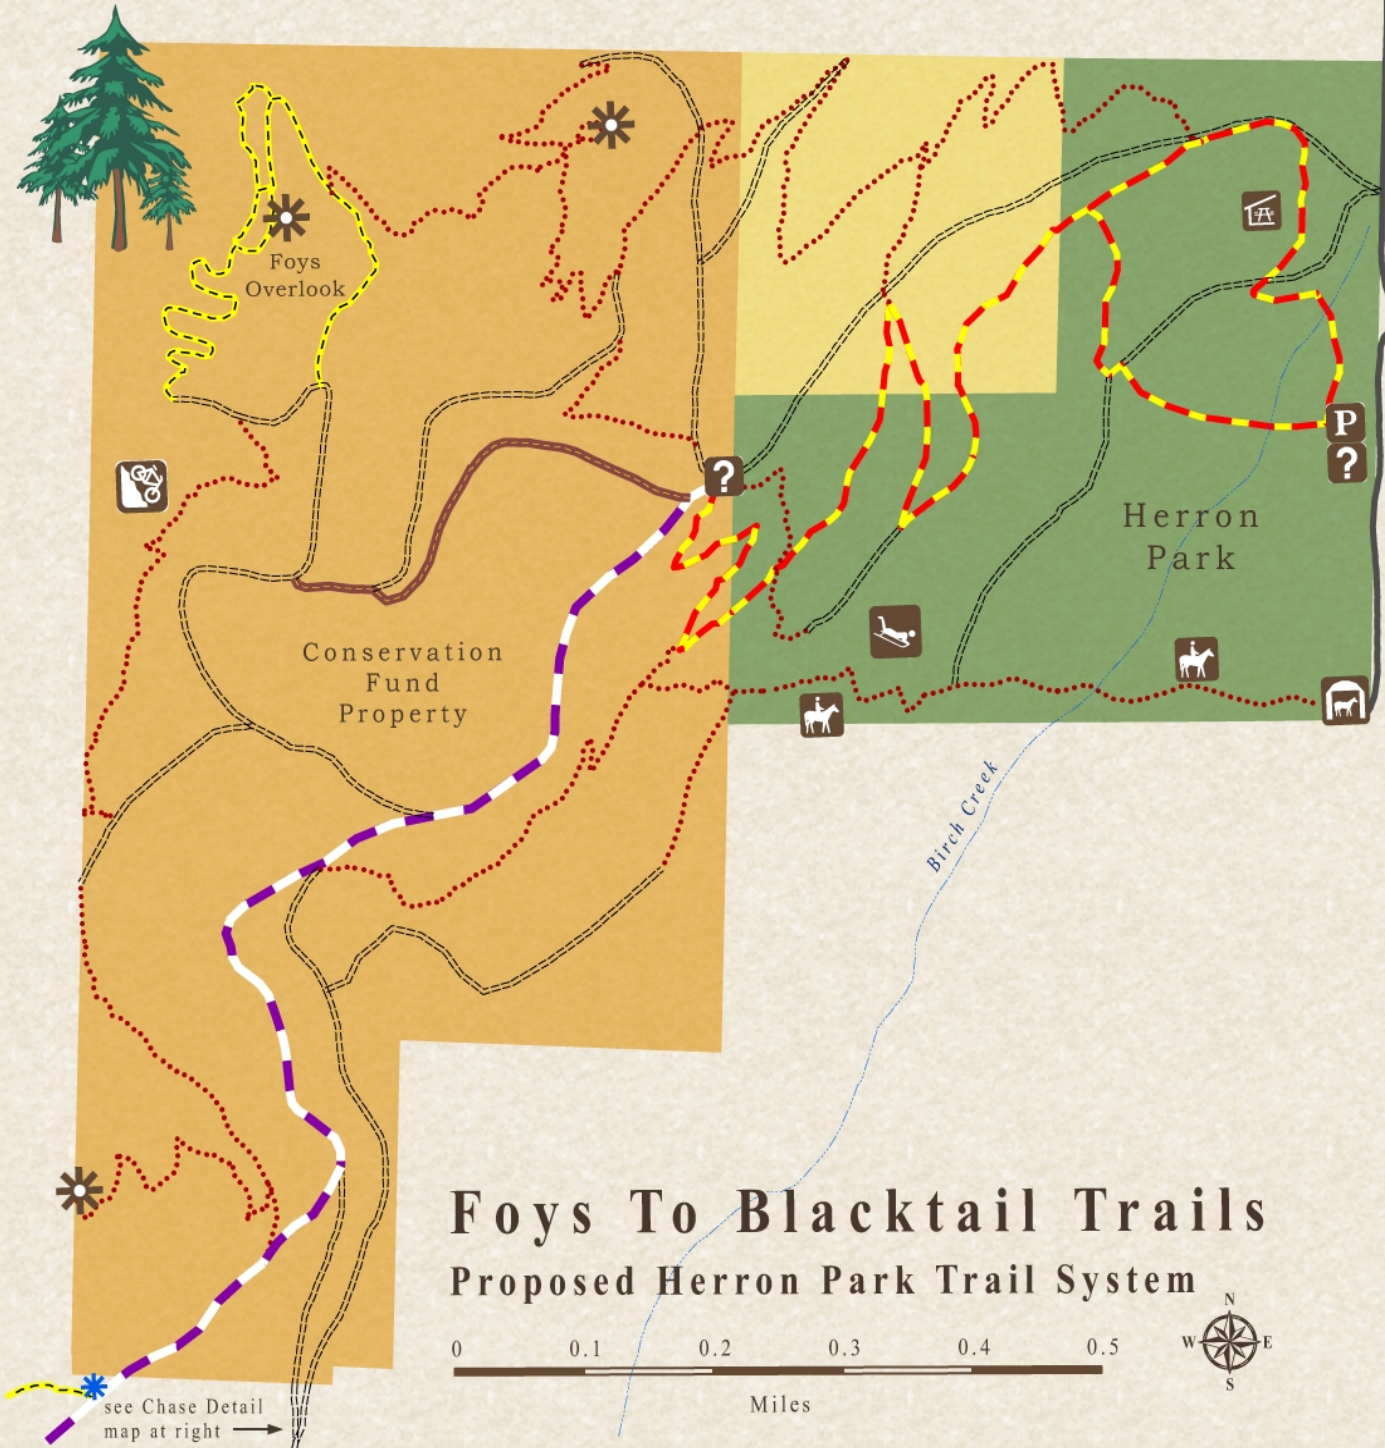 Foys
Overlook
P
?
?
Herron
Park
Conservation
Fund
Property
Birch Creek
Foys To Blacktail Trails
Proposed Herron Park Trail System
N
W E
S
0 0.1 0.2 0.3 0.4 0.5
Miles
see Chase Detail
map at right